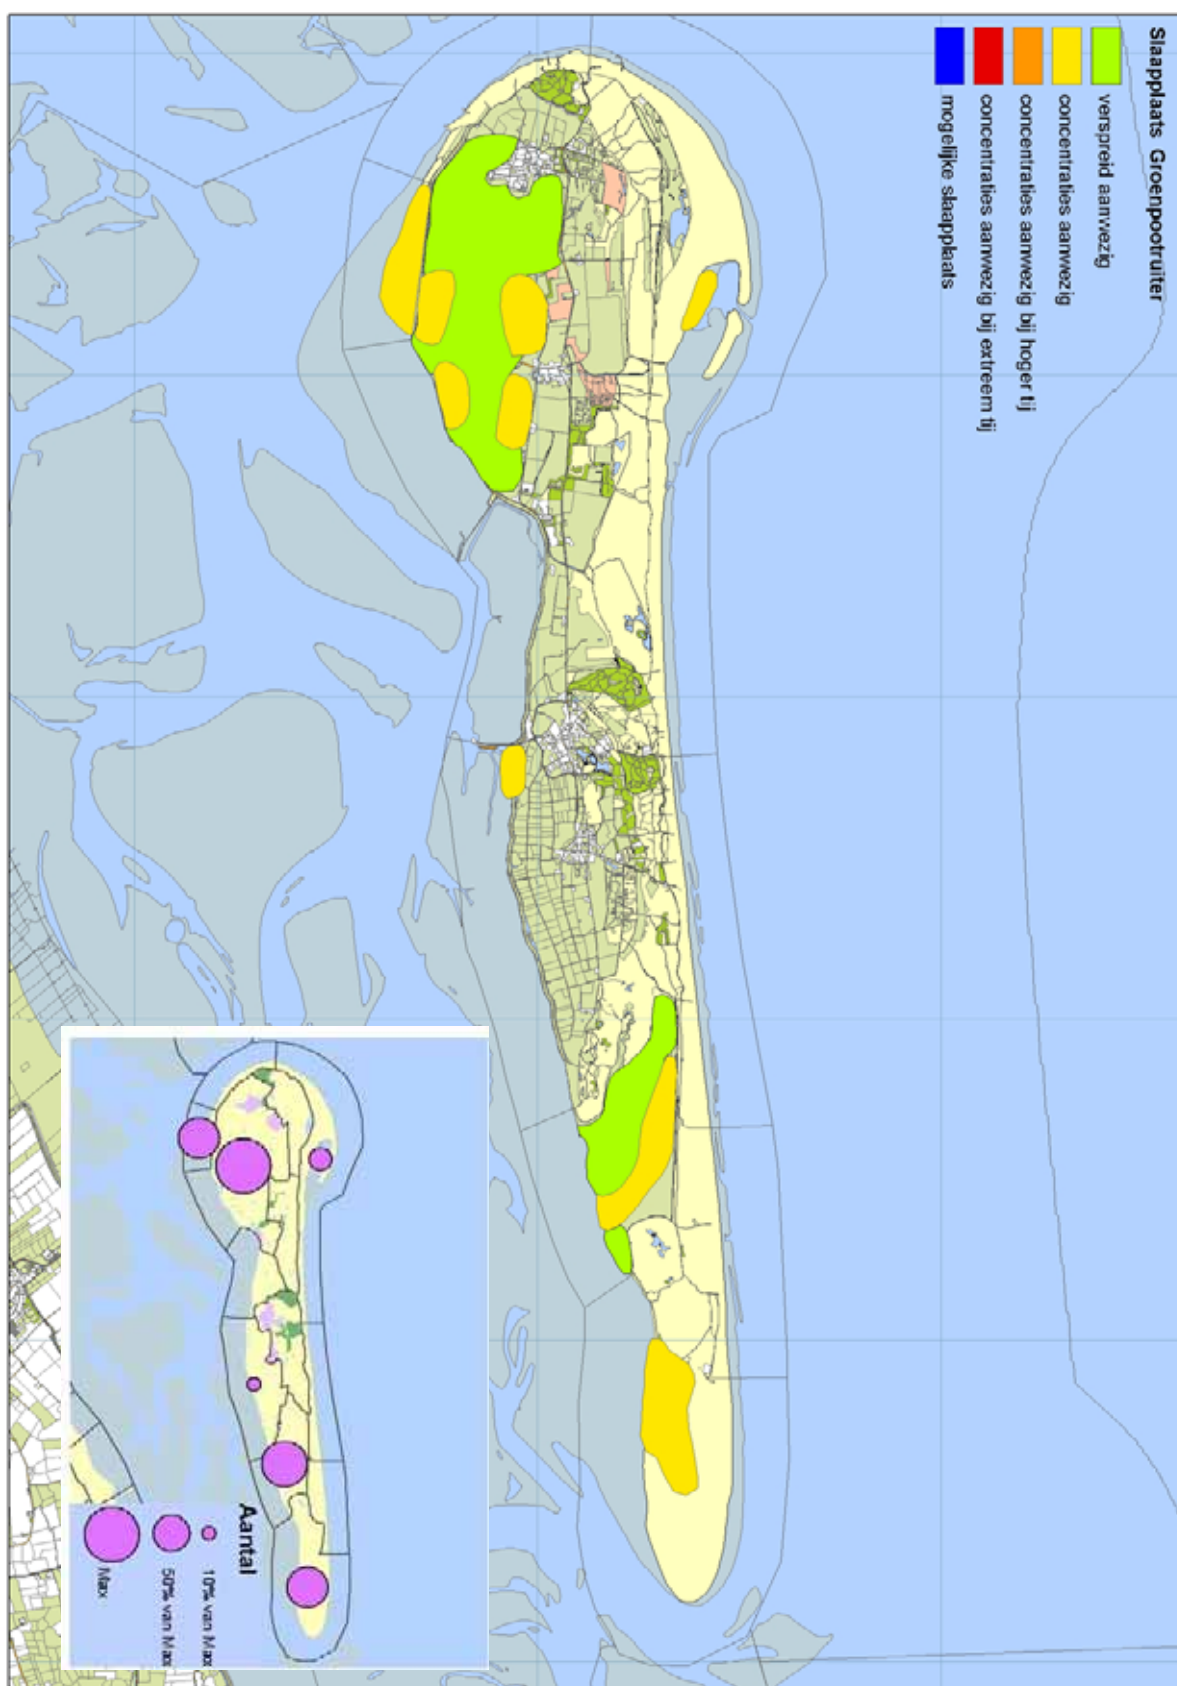 Slaapplaats Groenpootruiter
verspreid aanwezig
concentraties aanwezig
concentraties aanwezig bij hoger tij
concentraties aanwezig bij extreem tij
mogelijke slaapplaats
Aantal
10% van Max
50% van Max
Max